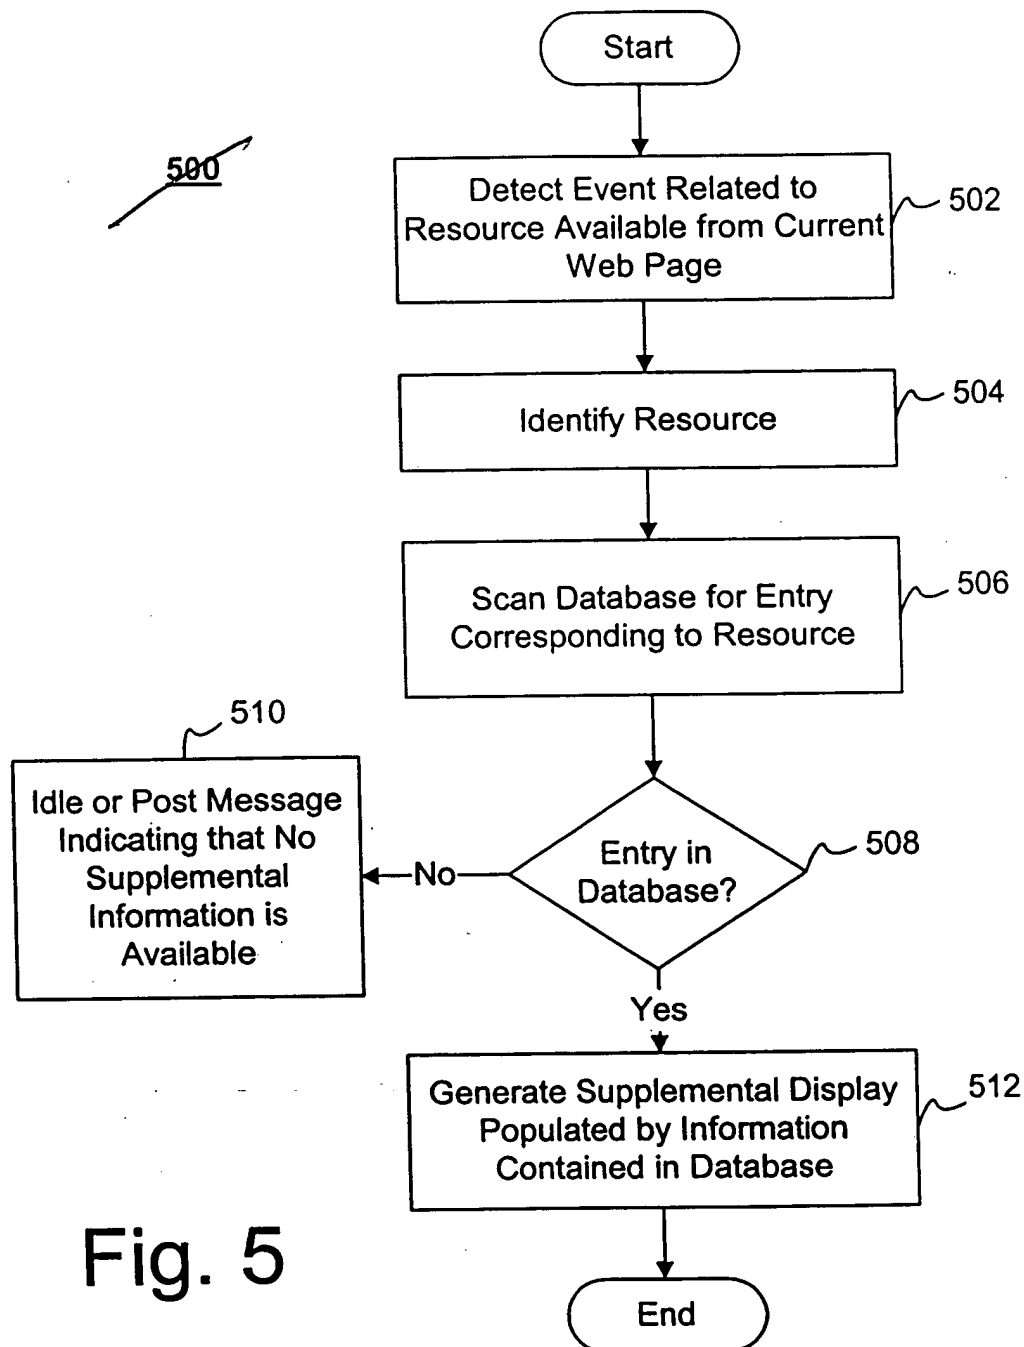 Start
500
Detect Event Related to
Resource Available from Current
Web Page
502
Identify Resource
504
Scan Database for Entry
Corresponding to Resource
506
510
Idle or Post Message
Indicating that No
Supplemental
Information is
Available
No
Entry in
Database?
508
Yes
Generate Supplemental Display
Populated by Information
Contained in Database
512
Fig. 5
End